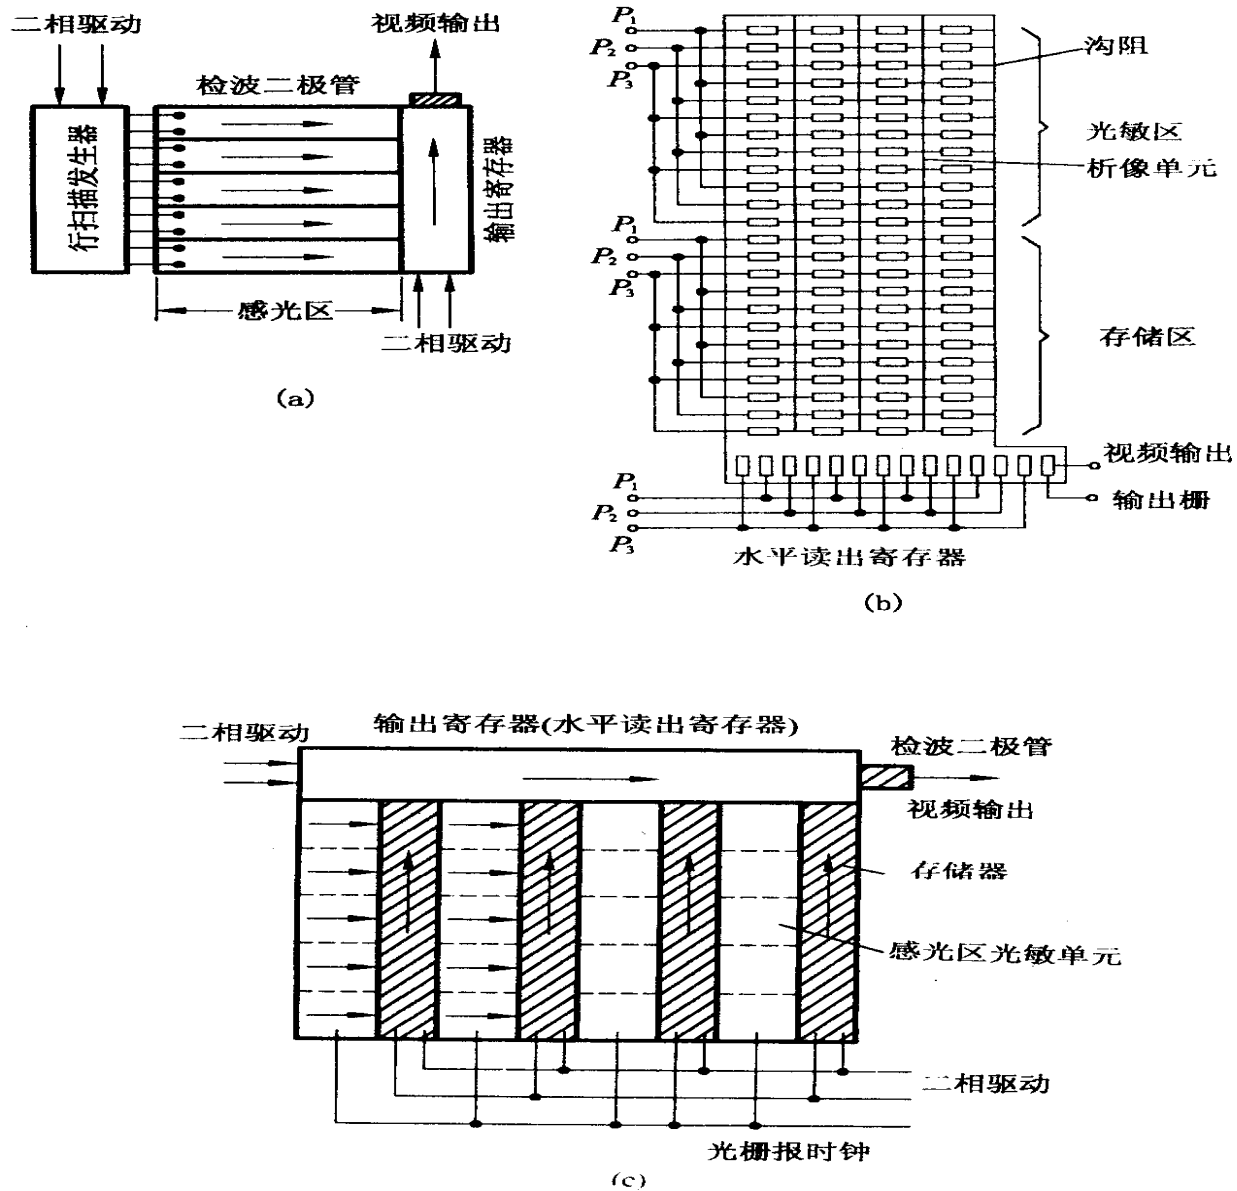 二相驱动
视频输出
检波二极管
行扫描发生器
输出寄存器
感光区
二相驱动
(a)
P₁
P₂
P₃
沟阻
光敏区
析像单元
P₁
P₂
P₃
存储区
视频输出
P₁
输出栅
P₂
P₃
水平读出寄存器
(b)
输出寄存器(水平读出寄存器)
二相驱动
检波二极管
视频输出
存储器
感光区光敏单元
二相驱动
光栅报时钟
(c)